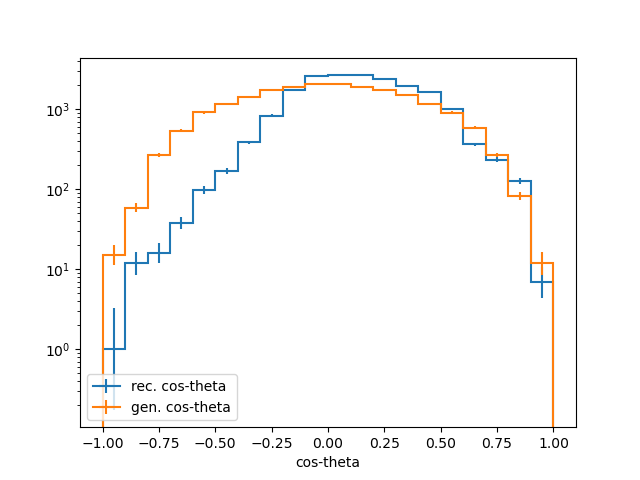 10³
10²
10¹
10⁰
rec. cos-theta
gen. cos-theta
−1.00 −0.75 −0.50 −0.25 0.00 0.25 0.50 0.75 1.00
cos-theta